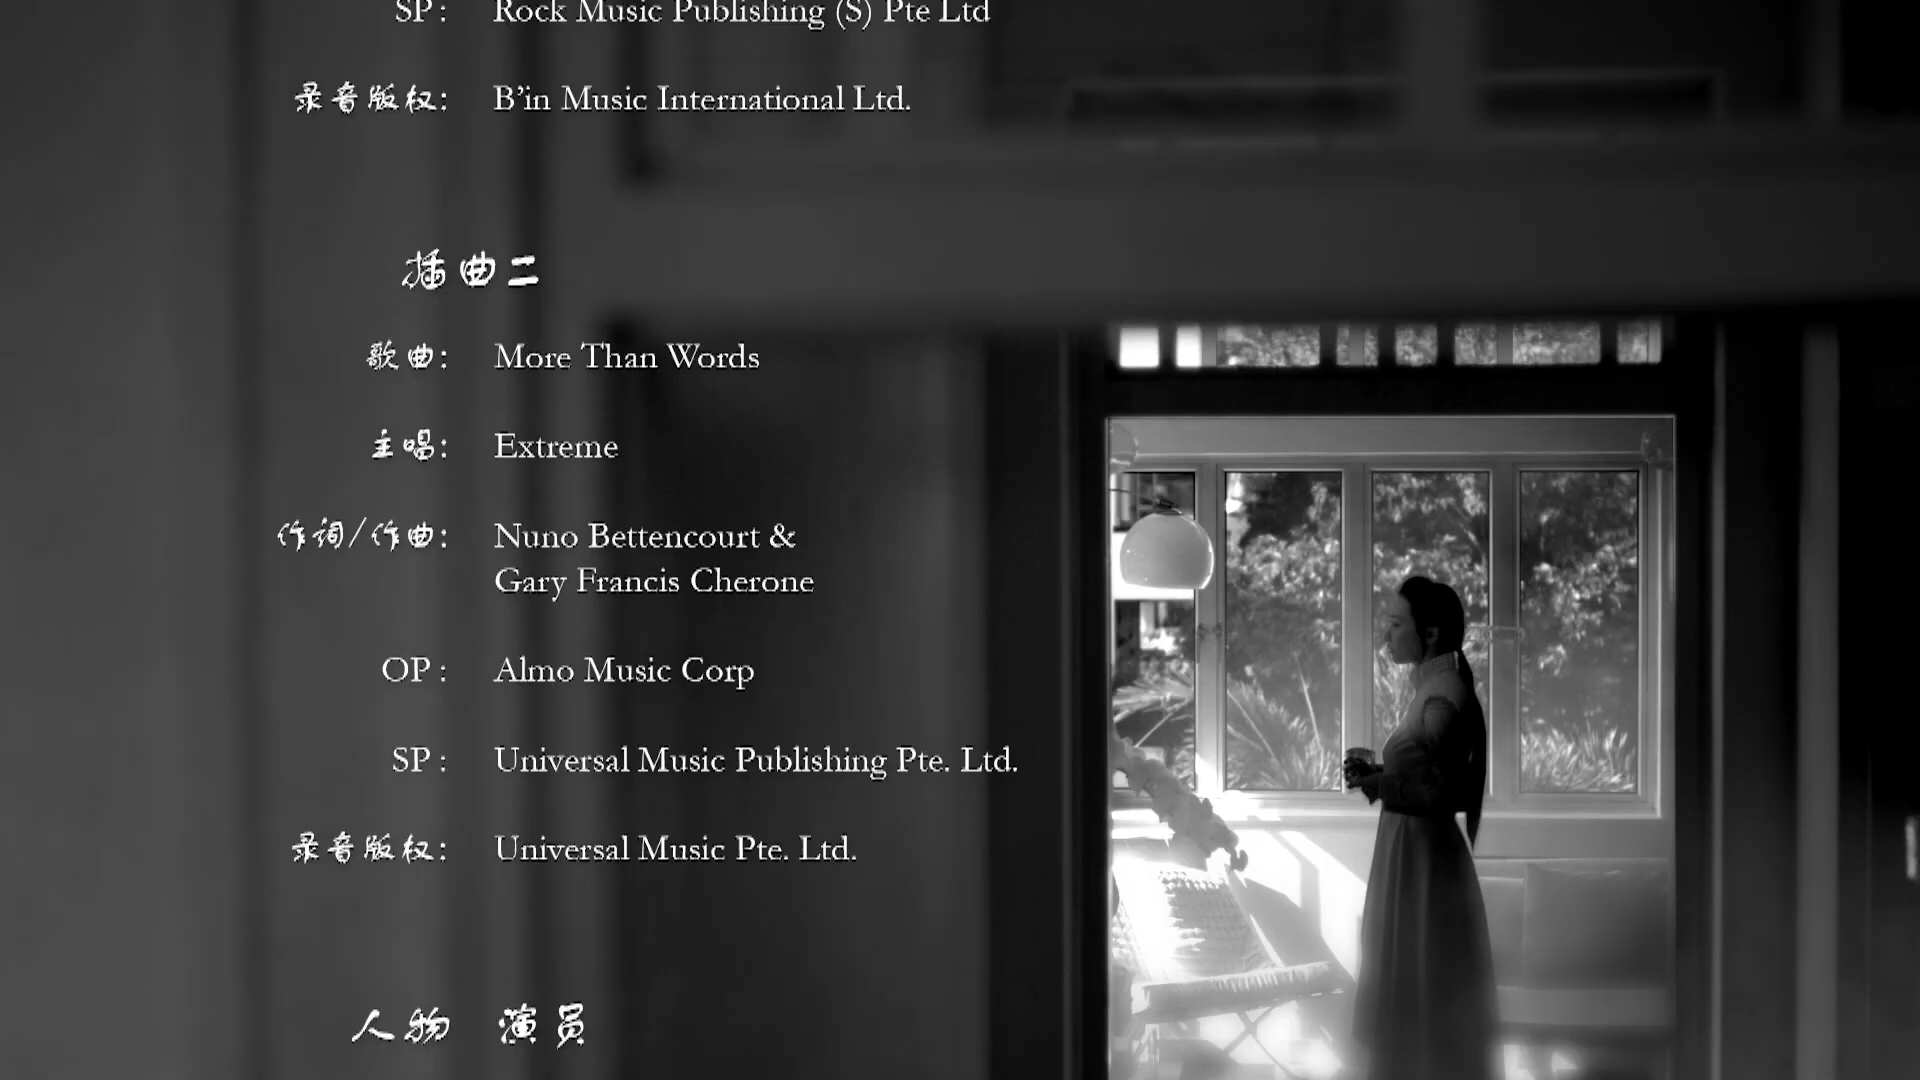 SP : Rock Music Publishing (S) Pte Ltd
录音版权: B’in Music International Ltd.
插曲二
歌曲: More Than Words
主唱: Extreme
作词/作曲: Nuno Bettencourt &
Gary Francis Cherone
OP : Almo Music Corp
SP : Universal Music Publishing Pte. Ltd.
录音版权: Universal Music Pte. Ltd.
人物 演员